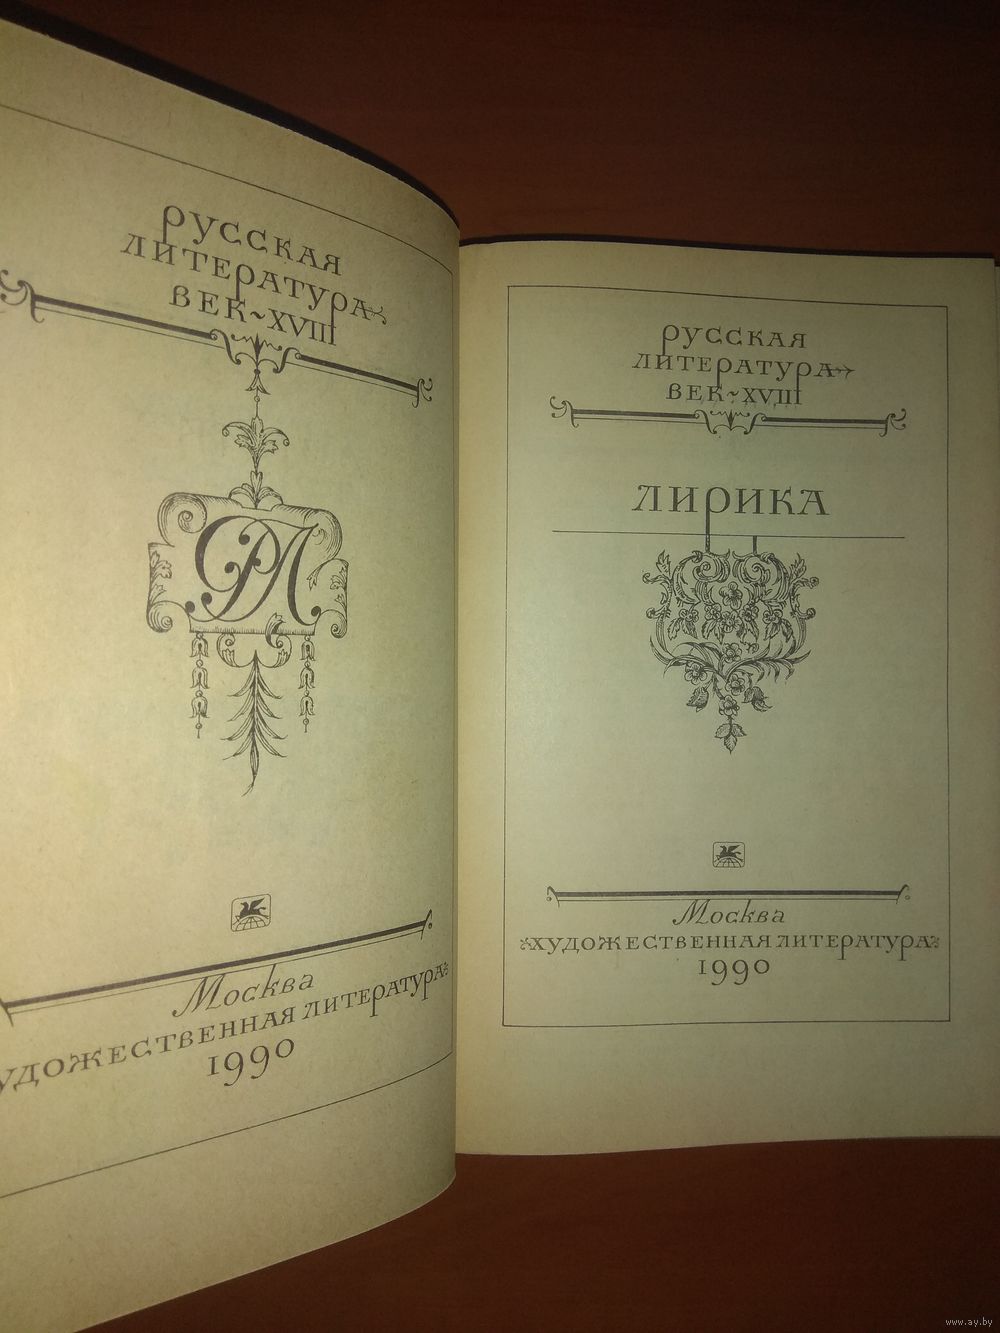 РУССКАЯ
ЛИТЕРАТУРА
ВЕК~XVIII
РЛ
Москва
УДОЖЕСТВЕННАЯ ЛИТЕРАТУРА
1990
РУССКАЯ
ЛИТЕРАТУРА
ВЕК~XVIII
ЛИРИКА
Москва
«ХУДОЖЕСТВЕННАЯ ЛИТЕРАТУРА»
1990
www.ay.by